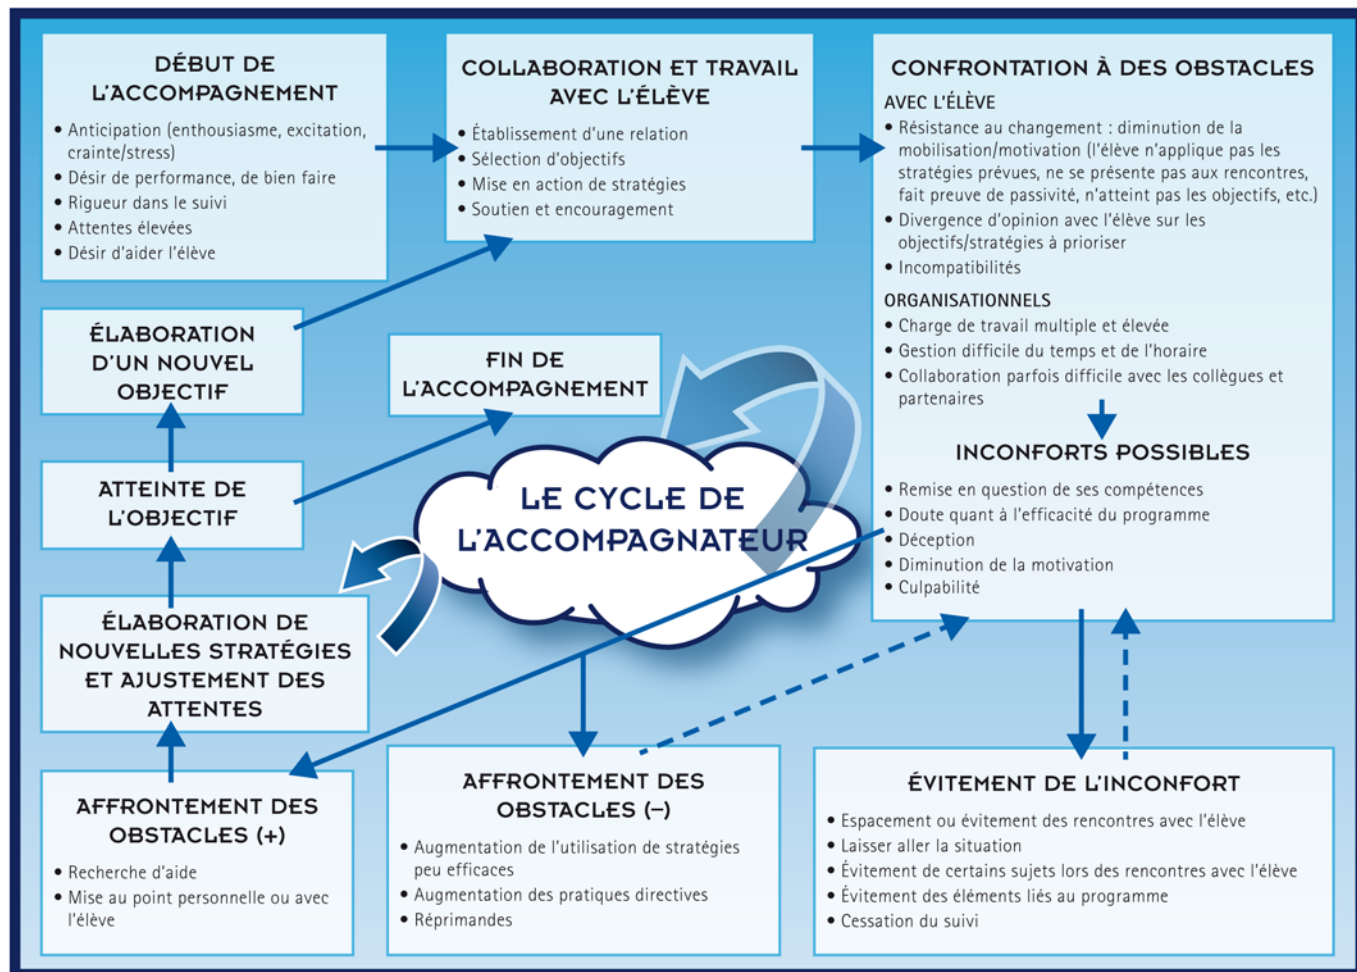 DÉBUT DE
L'ACCOMPAGNEMENT
• Anticipation (enthousiasme, excitation,
crainte/stress)
• Désir de performance, de bien faire
• Rigueur dans le suivi
• Attentes élevées
• Désir d'aider l'élève
COLLABORATION ET TRAVAIL
AVEC L'ÉLÈVE
• Établissement d'une relation
• Sélection d'objectifs
• Mise en action de stratégies
• Soutien et encouragement
CONFRONTATION À DES OBSTACLES
AVEC L'ÉLÈVE
• Résistance au changement : diminution de la
mobilisation/motivation (l'élève n'applique pas les
stratégies prévues, ne se présente pas aux rencontres,
fait preuve de passivité, n'atteint pas les objectifs, etc.)
• Divergence d'opinion avec l'élève sur les
objectifs/stratégies à prioriser
• Incompatibilités
ORGANISATIONNELS
• Charge de travail multiple et élevée
• Gestion difficile du temps et de l'horaire
• Collaboration parfois difficile avec les collègues et
partenaires
INCONFORTS POSSIBLES
• Remise en question de ses compétences
• Doute quant à l'efficacité du programme
• Déception
• Diminution de la motivation
• Culpabilité
ÉLABORATION
D'UN NOUVEL
OBJECTIF
FIN DE
L'ACCOMPAGNEMENT
ATTEINTE DE
L'OBJECTIF
LE CYCLE DE
L'ACCOMPAGNATEUR
ÉLABORATION DE
NOUVELLES STRATÉGIES
ET AJUSTEMENT DES
ATTENTES
AFFRONTEMENT DES
OBSTACLES (+)
• Recherche d'aide
• Mise au point personnelle ou avec
l'élève
AFFRONTEMENT DES
OBSTACLES (–)
• Augmentation de l'utilisation de stratégies
peu efficaces
• Augmentation des pratiques directives
• Réprimandes
ÉVITEMENT DE L'INCONFORT
• Espacement ou évitement des rencontres avec l'élève
• Laisser aller la situation
• Évitement de certains sujets lors des rencontres avec l'élève
• Évitement des éléments liés au programme
• Cessation du suivi